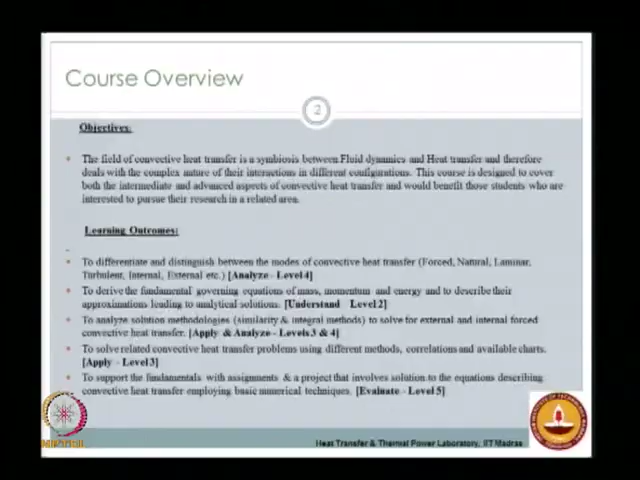 Course Overview
2
Objectives:
• The field of convective heat transfer is a symbiosis between Fluid dynamics and Heat transfer and therefore
deals with the complex nature of their interactions in different configurations. This course is designed to cover
both the intermediate and advanced aspects of convective heat transfer and would benefit those students who are
interested to pursue their research in a related area.
Learning Outcomes:
• To differentiate and distinguish between the modes of convective heat transfer (Forced, Natural, Laminar,
Turbulent, Internal, External etc.) [Analyze - Level 4]
• To derive the fundamental governing equations of mass, momentum and energy and to describe their
approximations leading to analytical solutions. [Understand Level 2]
• To analyze solution methodologies (similarity & integral methods) to solve for external and internal forced
convective heat transfer. [Apply & Analyze - Levels 3 & 4]
• To solve related convective heat transfer problems using different methods, correlations and available charts.
[Apply - Level 3]
• To support the fundamentals with assignments & a project that involves solution to the equations describing
convective heat transfer employing basic numerical techniques. [Evaluate - Level 5]
Heat Transfer & Thermal Power Laboratory, IIT Madras